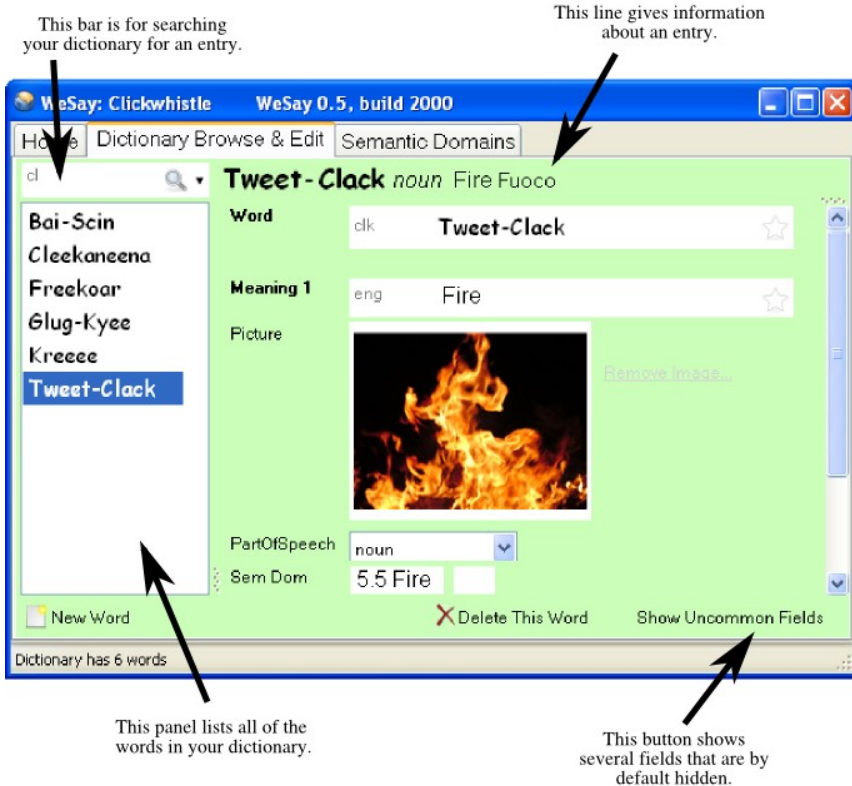 This bar is for searching
your dictionary for an entry.
This line gives information
about an entry.
WeSay: Clickwhistle WeSay 0.5, build 2000
Home Dictionary Browse & Edit Semantic Domains
cl
Tweet-Clack noun Fire Fuoco
Bai-Scin
Cleekaneena
Freekoar
Glug-Kyee
Kreeee
Tweet-Clack
Word clk Tweet-Clack
Meaning 1 eng Fire
Picture
Remove Image...
PartOfSpeech noun
Sem Dom 5.5 Fire
New Word Delete This Word Show Uncommon Fields
Dictionary has 6 words
This panel lists all of the
words in your dictionary.
This button shows
several fields that are by
default hidden.